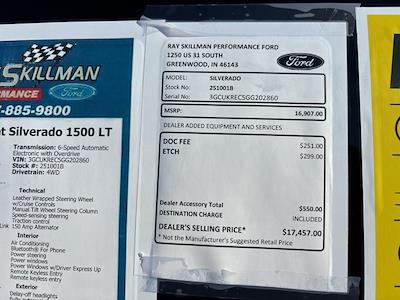 SKILLMAN
Ford
885-9800
Silverado 1500 LT
Transmission: 6-Speed Automatic
Electronic with Overdrive
VIN: 3GCUKREC5GG202860
Stock #: 251001B
Drivetrain: 4WD
Technical
Leather Wrapped Steering Wheel
w/Cruise Controls
Manual Tilt Wheel Steering Column
Speed-sensing steering
Traction control
150 Amp Alternator
Interior
Air Conditioning
Bluetooth® For Phone
Power steering
Power windows
Power Windows w/Driver Express Up
Remote Keyless Entry
Remote keyless entry
Exterior
Delay-off headlights
RAY SKILLMAN PERFORMANCE FORD
1250 US 31 SOUTH
GREENWOOD, IN 46143
Ford
MODEL: SILVERADO
Stock No: 251001B
Serial No: 3GCUKREC5GG202860
MSRP: 16,907.00
DEALER ADDED EQUIPMENT AND SERVICES
DOC FEE $251.00
ETCH $299.00
Dealer Accessory Total $550.00
DESTINATION CHARGE INCLUDED
DEALER'S SELLING PRICE* $17,457.00
* Not the Manufacturer's Suggested Retail Price